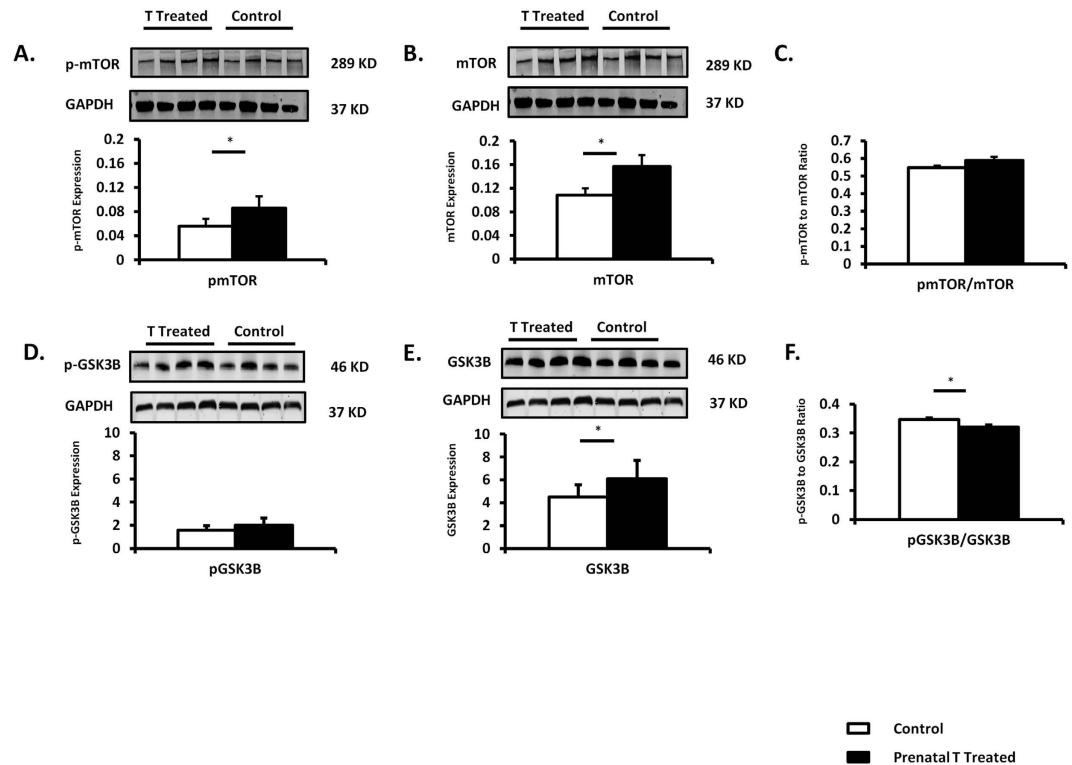 T Treated Control
A.
p-mTOR 289 KD
GAPDH 37 KD
0.2
0.16
0.12
0.08
0.04
0
p-mTOR Expression
*
pmTOR
T Treated Control
B.
mTOR 289 KD
GAPDH 37 KD
0.2
0.16
0.12
0.08
0.04
0
mTOR Expression
*
mTOR
C.
0.7
0.6
0.5
0.4
0.3
0.2
0.1
0
p-mTOR to mTOR Ratio
pmTOR/mTOR
T Treated Control
D.
p-GSK3B 46 KD
GAPDH 37 KD
10
8
6
4
2
0
p-GSK3B Expression
pGSK3B
T Treated Control
E.
GSK3B 46 KD
GAPDH 37 KD
10
8
6
4
2
0
GSK3B Expression
*
GSK3B
F.
*
0.4
0.3
0.2
0.1
0
p-GSK3B to GSK3B Ratio
pGSK3B/GSK3B
Control
Prenatal T Treated